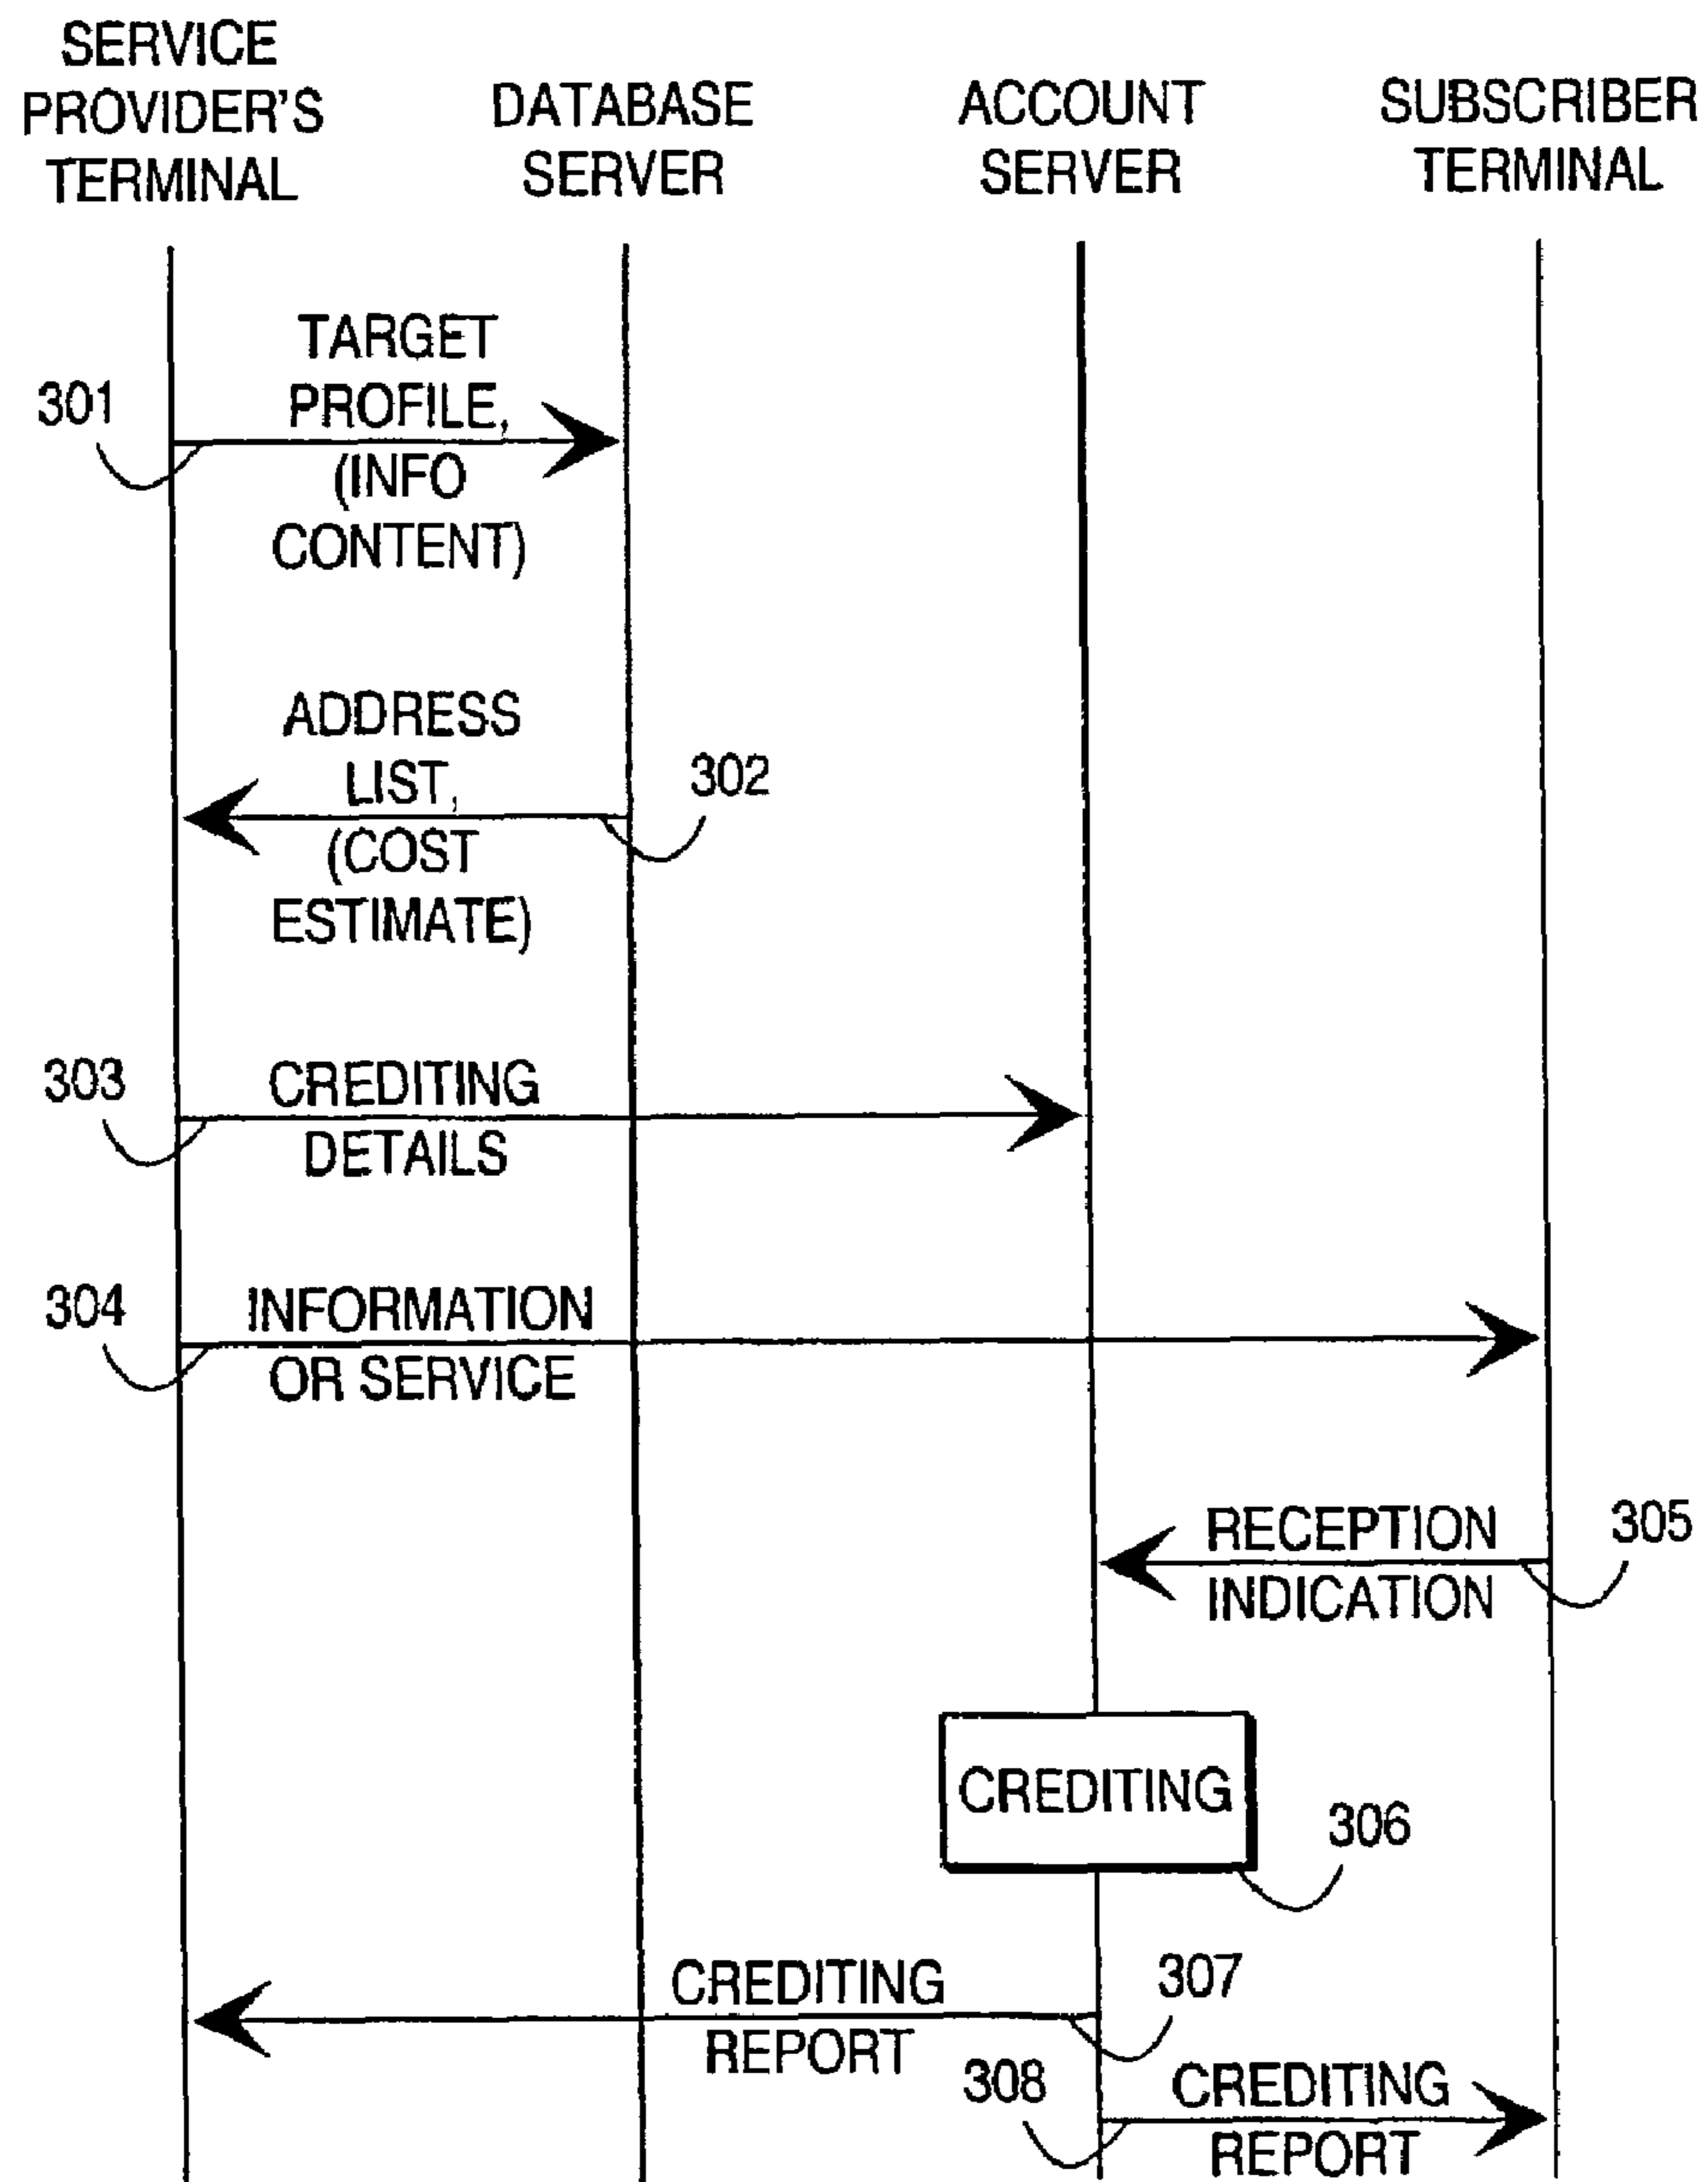 SERVICE
PROVIDER'S
TERMINAL
DATABASE
SERVER
ACCOUNT
SERVER
SUBSCRIBER
TERMINAL
301
TARGET
PROFILE,
(INFO
CONTENT)
ADDRESS
LIST,
(COST
ESTIMATE)
302
303
CREDITING
DETAILS
304
INFORMATION
OR SERVICE
RECEPTION
INDICATION
305
CREDITING
306
CREDITING
REPORT
307
308
CREDITING
REPORT